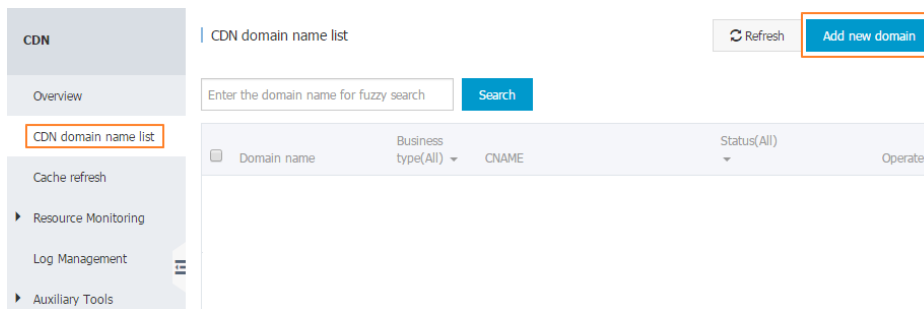 CDN
CDN domain name list
Refresh
Add new domain
Overview
Enter the domain name for fuzzy search
Search
CDN domain name list
Domain name
Business
type(All)
CNAME
Status(All)
Operate
Cache refresh
Resource Monitoring
Log Management
Auxiliary Tools